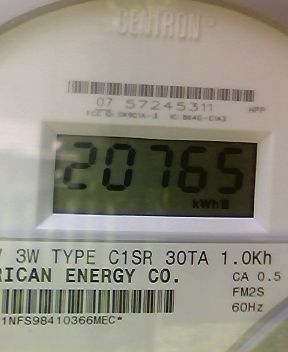 CENTRON
07 57245311
HPP
20765
kWh
3W TYPE C1SR 30TA 1.0Kh
RICAN ENERGY CO.
CA 0.5
FM2S
60Hz
1NFS98410366MEC*